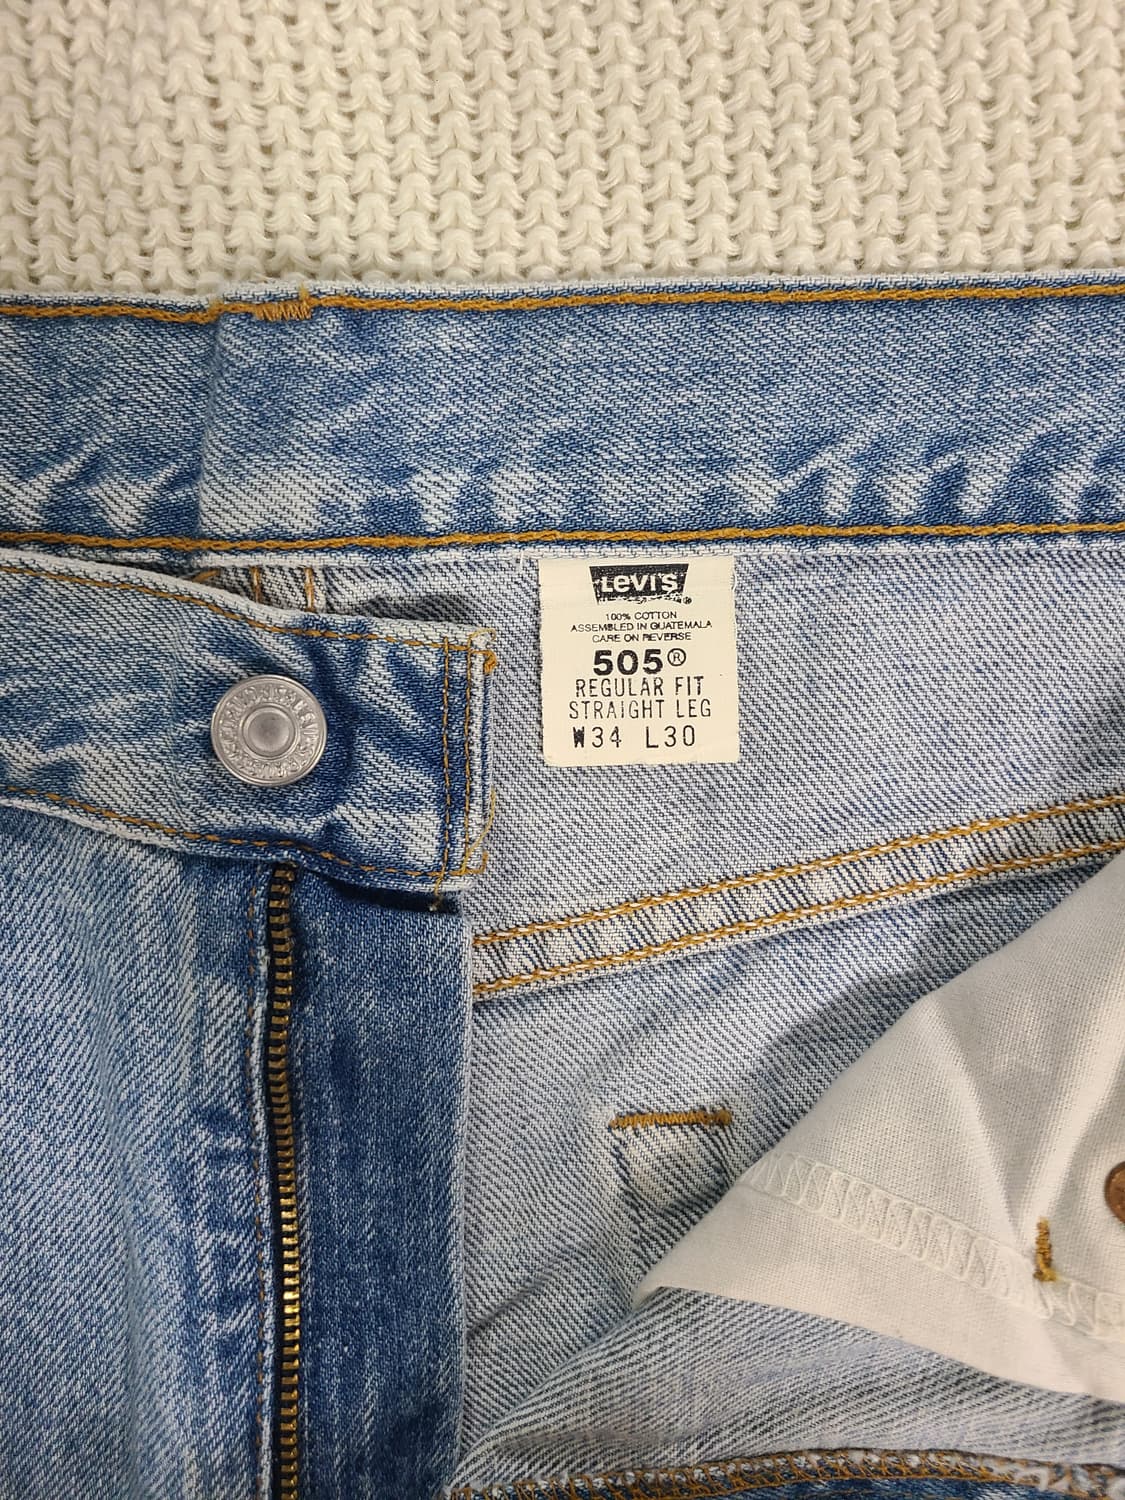 LEVI'S
100% COTTON
ASSEMBLED IN GUATEMALA
CARE ON REVERSE
505®
REGULAR FIT
STRAIGHT LEG
W34 L30